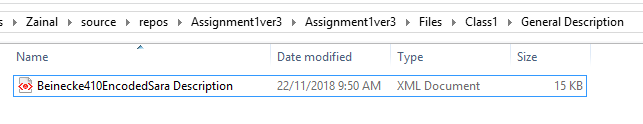 s › Zainal › source › repos › Assignment1ver3 › Assignment1ver3 › Files › Class1 › General Description
Name Date modified Type Size
Beinecke410EncodedSara Description 22/11/2018 9:50 AM XML Document 15 KB